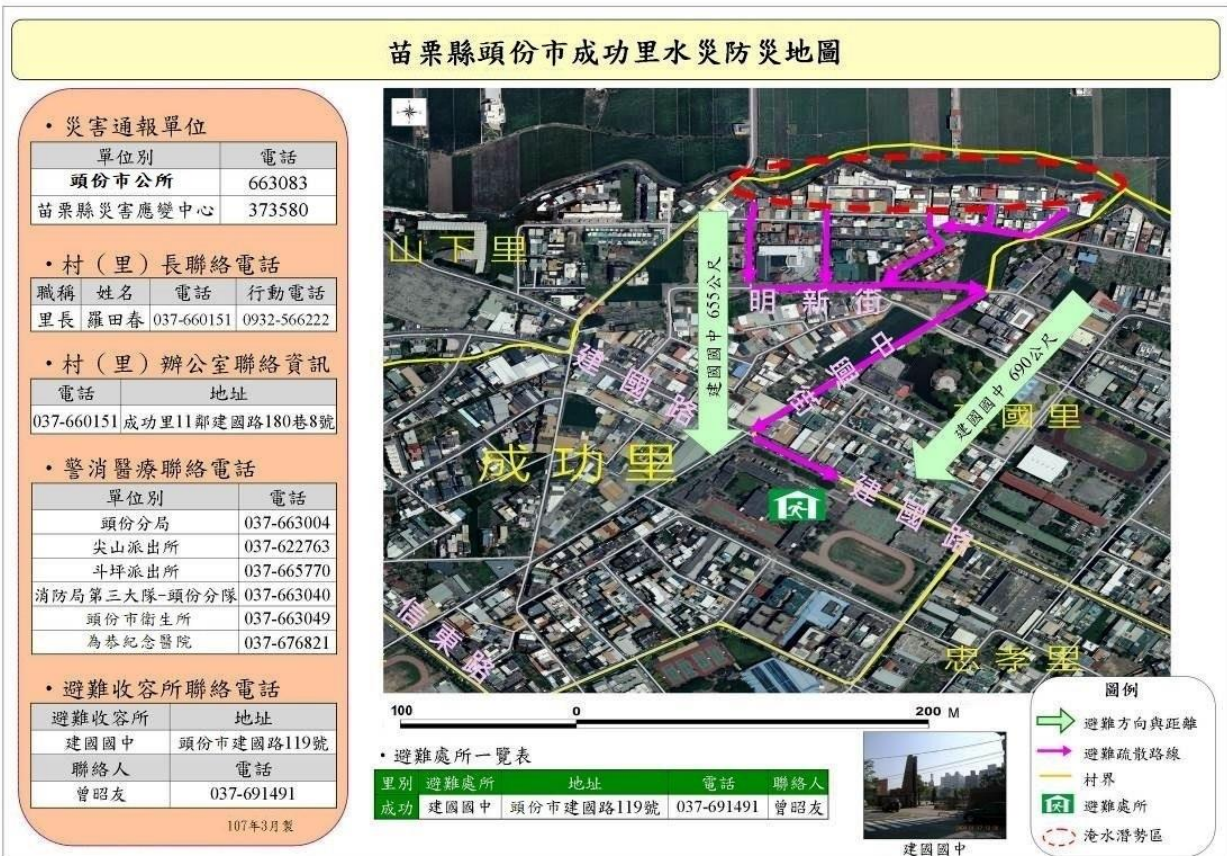 苗栗縣頭份市成功里水災防災地圖
・災害通報單位
單位別 電話
頭份市公所 663083
苗栗縣災害應變中心 373580
・村（里）長聯絡電話
職稱 姓名 電話 行動電話
里長 羅田春 037-660151 0932-566222
・村（里）辦公室聯絡資訊
電話 地址
037-660151 成功里11鄰建國路180巷8號
・警消醫療聯絡電話
單位別 電話
頭份分局 037-663004
尖山派出所 037-622763
斗坪派出所 037-665770
消防局第三大隊-頭份分隊 037-663040
頭份市衛生所 037-663049
為恭紀念醫院 037-676821
・避難收容所聯絡電話
避難收容所 地址
建國國中 頭份市建國路119號
聯絡人 電話
曾昭友 037-691491
107年3月製
山下里
明新街
建國國中 655公尺
建國國中 690公尺
建國路
中國街
國里
成功里
建國路
信東路
忠孝里
100 0 200 M
・避難處所一覽表
里別 避難處所 地址 電話 聯絡人
成功 建國國中 頭份市建國路119號 037-691491 曾昭友
建國國中
圖例
避難方向與距離
避難疏散路線
村界
避難處所
淹水潛勢區